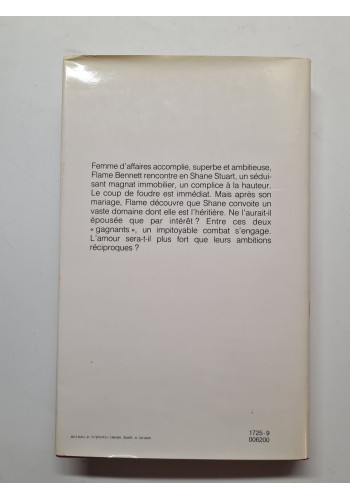 Femme d'affaires accomplie, superbe et ambitieuse,
Flame Bennett rencontre en Shane Stuart, un sédui-
sant magnat immobilier, un complice à la hauteur.
Le coup de foudre est immédiat. Mais après son
mariage, Flame découvre que Shane convoite un
vaste domaine dont elle est l'héritière. Ne l'aurait-il
épousée que par intérêt ? Entre ces deux
« gagnants », un impitoyable combat s'engage.
L'amour sera-t-il plus fort que leurs ambitions
réciproques ?
1725-9
006200